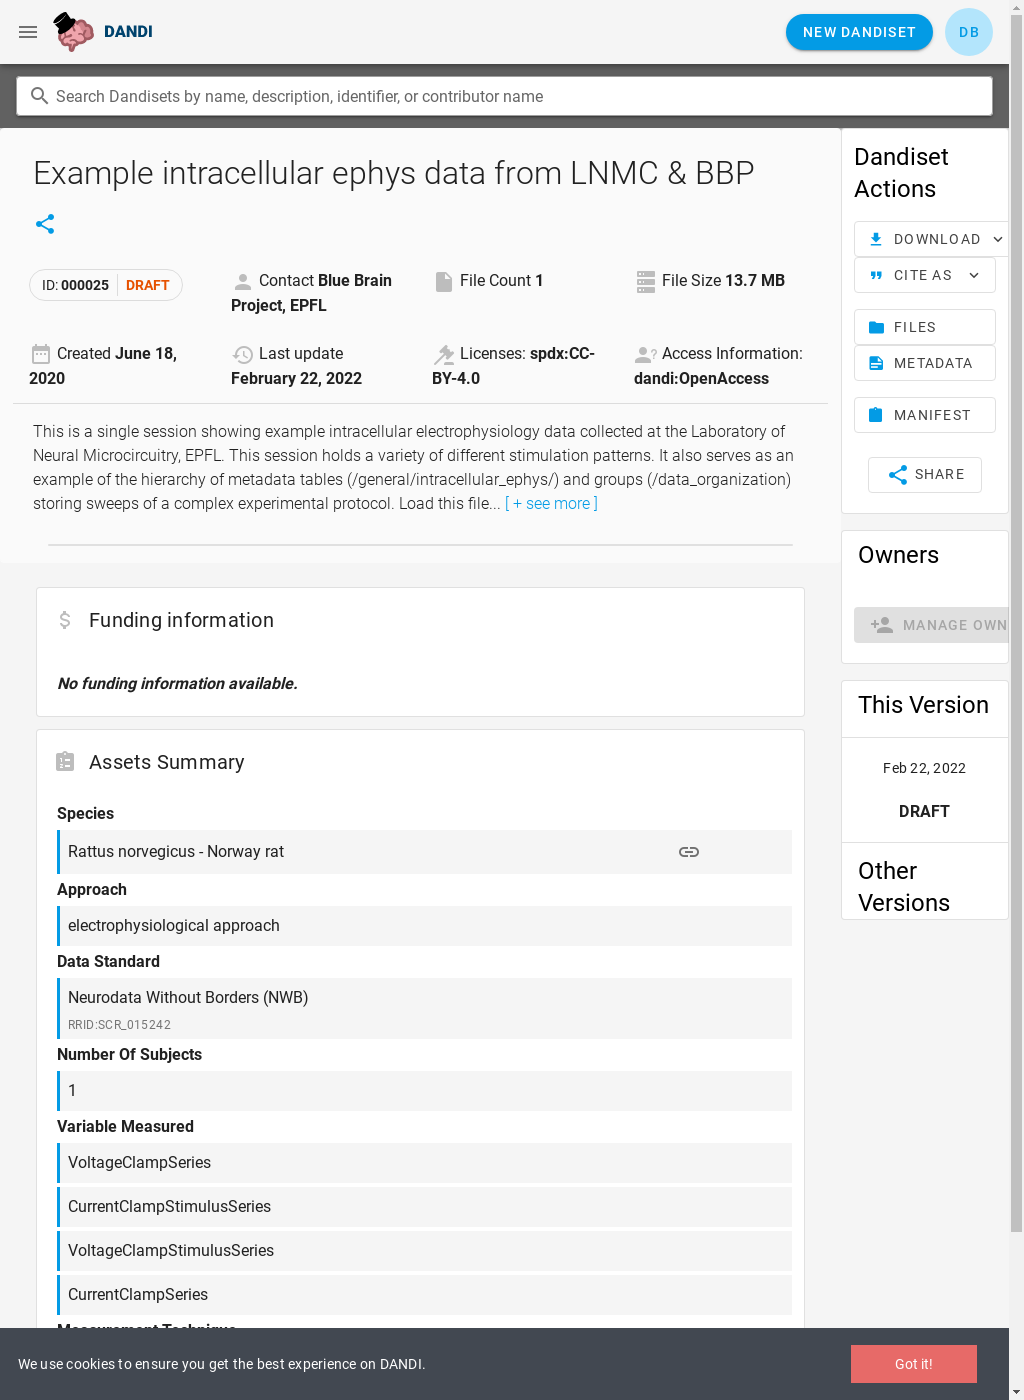 DANDI
NEW DANDISET
DB
Search Dandisets by name, description, identifier, or contributor name
Example intracellular ephys data from LNMC & BBP
ID: 000025 DRAFT
Contact Blue Brain
Project, EPFL
File Count 1
File Size 13.7 MB
Created June 18,
2020
Last update
February 22, 2022
Licenses: spdx:CC-
BY-4.0
Access Information:
dandi:OpenAccess
This is a single session showing example intracellular electrophysiology data collected at the Laboratory of
Neural Microcircuitry, EPFL. This session holds a variety of different stimulation patterns. It also serves as an
example of the hierarchy of metadata tables (/general/intracellular_ephys/) and groups (/data_organization)
storing sweeps of a complex experimental protocol. Load this file... [ + see more ]
Funding information
No funding information available.
Assets Summary
Species
Rattus norvegicus - Norway rat
Approach
electrophysiological approach
Data Standard
Neurodata Without Borders (NWB)
RRID:SCR_015242
Number Of Subjects
1
Variable Measured
VoltageClampSeries
CurrentClampStimulusSeries
VoltageClampStimulusSeries
CurrentClampSeries
Measurement Technique
Dandiset
Actions
DOWNLOAD
CITE AS
FILES
METADATA
MANIFEST
SHARE
Owners
MANAGE OWN
This Version
Feb 22, 2022
DRAFT
Other
Versions
We use cookies to ensure you get the best experience on DANDI.
Got it!